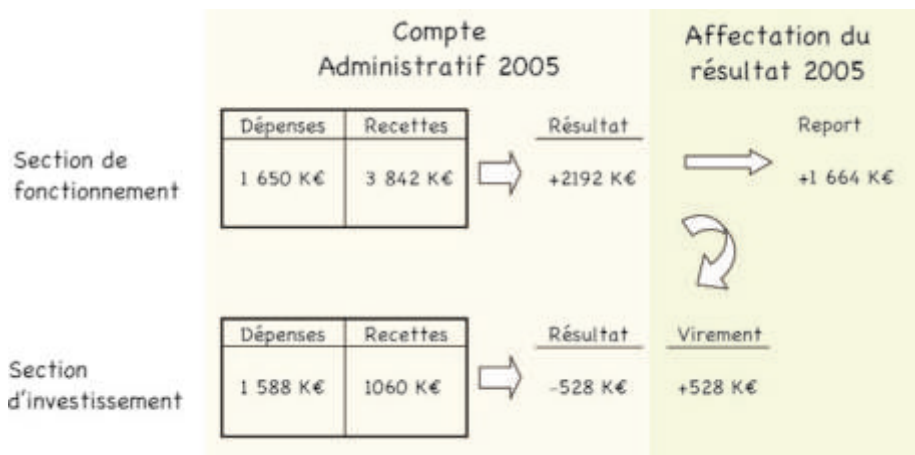 Compte
Administratif 2005
Affectation du
résultat 2005
Dépenses Recettes Résultat Report
Section de
fonctionnement
1 650 K€ 3 842 K€ +2192 K€ +1 664 K€
Dépenses Recettes Résultat Virement
Section
d'investissement
1 588 K€ 1060 K€ -528 K€ +528 K€